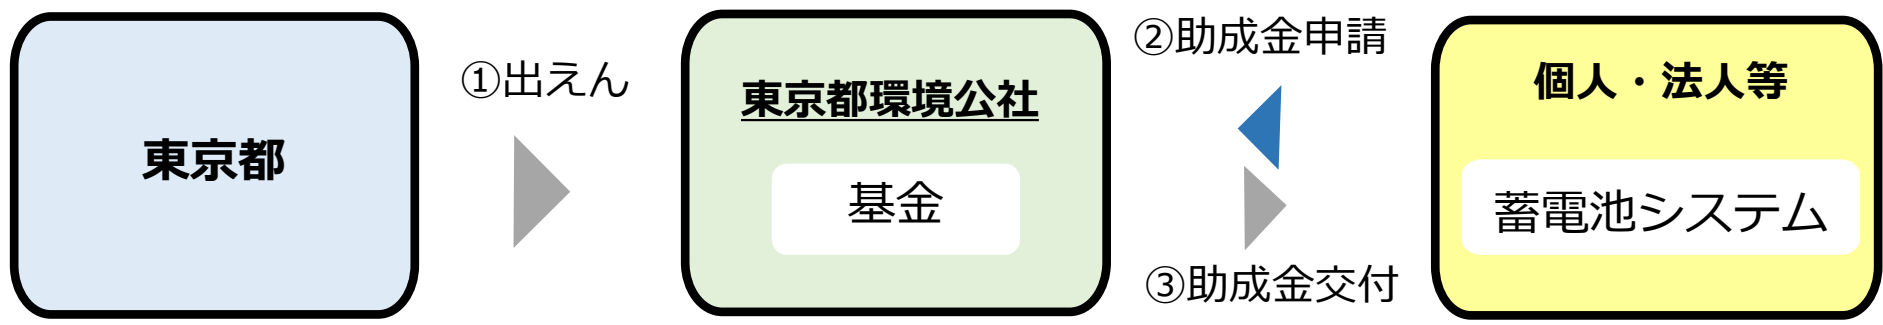 東京都
①出えん
東京都環境公社
基金
②助成金申請
③助成金交付
個人・法人等
蓄電池システム